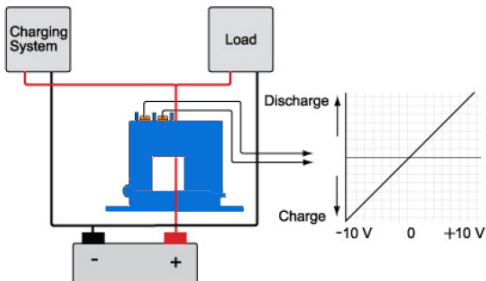 Charging
System
Load
Discharge
Charge
-10 V 0 +10 V
- +